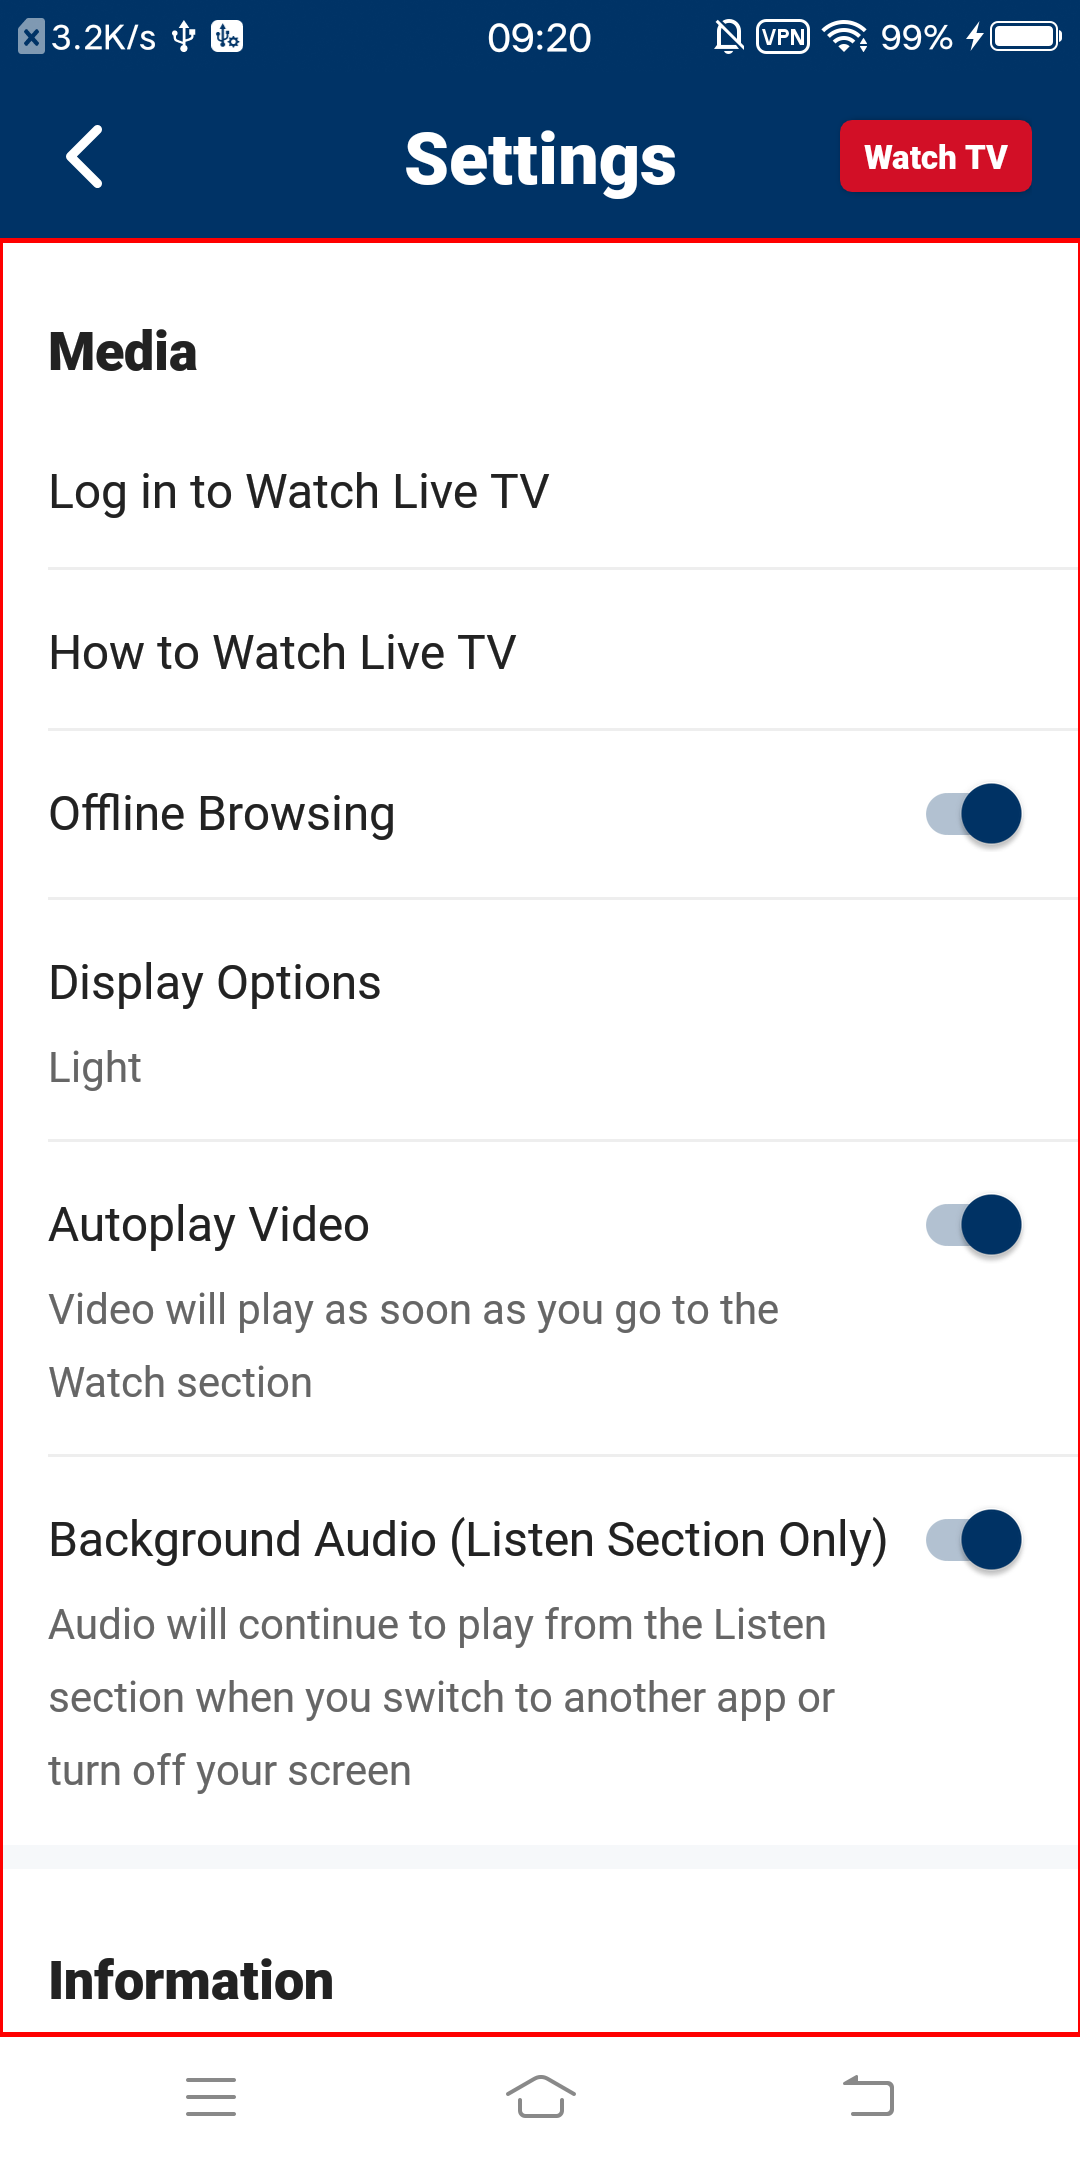 3.2K/s 09:20 VPN 99%
Settings
Watch TV
Media
Log in to Watch Live TV
How to Watch Live TV
Offline Browsing
Display Options
Light
Autoplay Video
Video will play as soon as you go to the
Watch section
Background Audio (Listen Section Only)
Audio will continue to play from the Listen
section when you switch to another app or
turn off your screen
Information